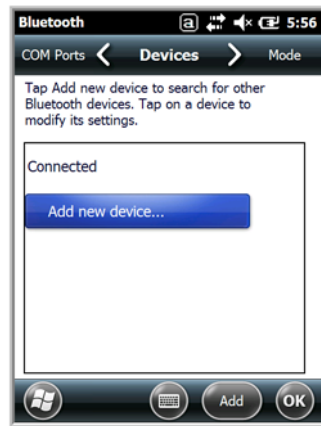 Bluetooth a 5:56
COM Ports Devices Mode
Tap Add new device to search for other
Bluetooth devices. Tap on a device to
modify its settings.
Connected
Add new device...
Add OK